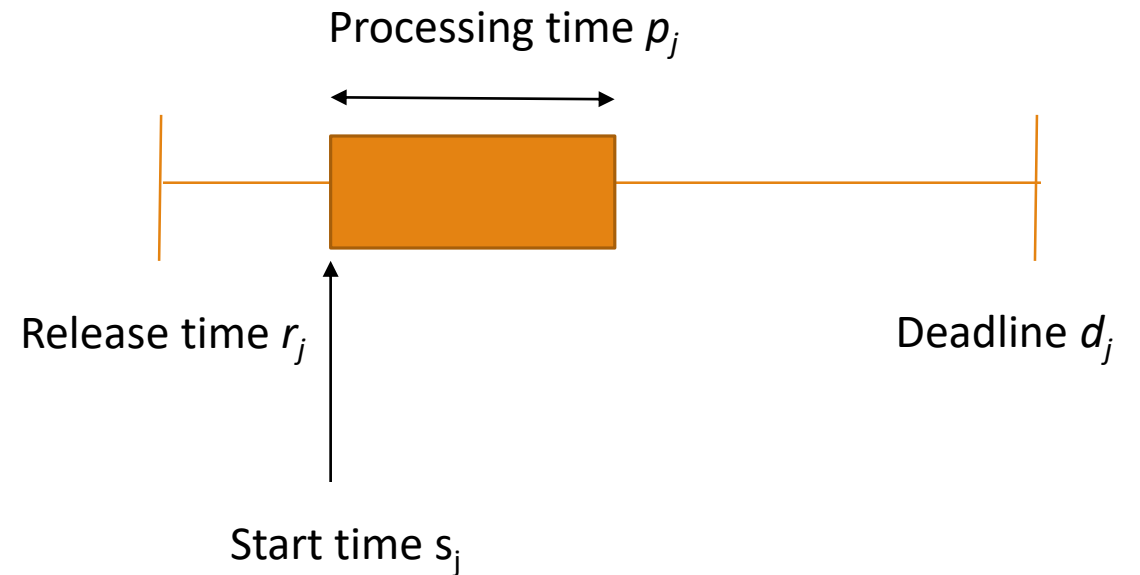 Processing time pj
Release time rj
Deadline dj
Start time sj